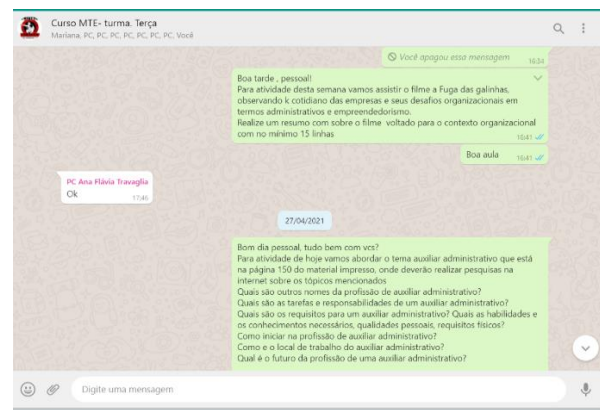 Curso MTE- turma. Terça
Mariana, PC, PC, PC, PC, PC, PC, Você
Você apagou essa mensagem 16:34
Boa tarde , pessoal!
Para atividade desta semana vamos assistir o filme a Fuga das galinhas,
observando k cotidiano das empresas e seus desafios organizacionais em
termos administrativos e empreendedorismo.
Realize um resumo com sobre o filme voltado para o contexto organizacional
com no mínimo 15 linhas 16:41
Boa aula 16:41
PC Ana Flávia Travaglia
Ok 17:46
27/04/2021
Bom dia pessoal, tudo bem com vcs?
Para atividade de hoje vamos abordar o tema auxiliar administrativo que está
na página 150 do material impresso, onde deverão realizar pesquisas na
internet sobre os tópicos mencionados
Quais são outros nomes da profissão de auxiliar administrativo?
Quais são as tarefas e responsabilidades de um auxiliar administrativo?
Quais são os requisitos para um auxiliar administrativo? Quais as habilidades e
os conhecimentos necessários, qualidades pessoais, requisitos físicos?
Como iniciar na profissão de auxiliar administrativo?
Como e o local de trabalho do auxiliar administrativo?
Qual é o futuro da profissão de uma auxiliar administrativo?
Digite uma mensagem